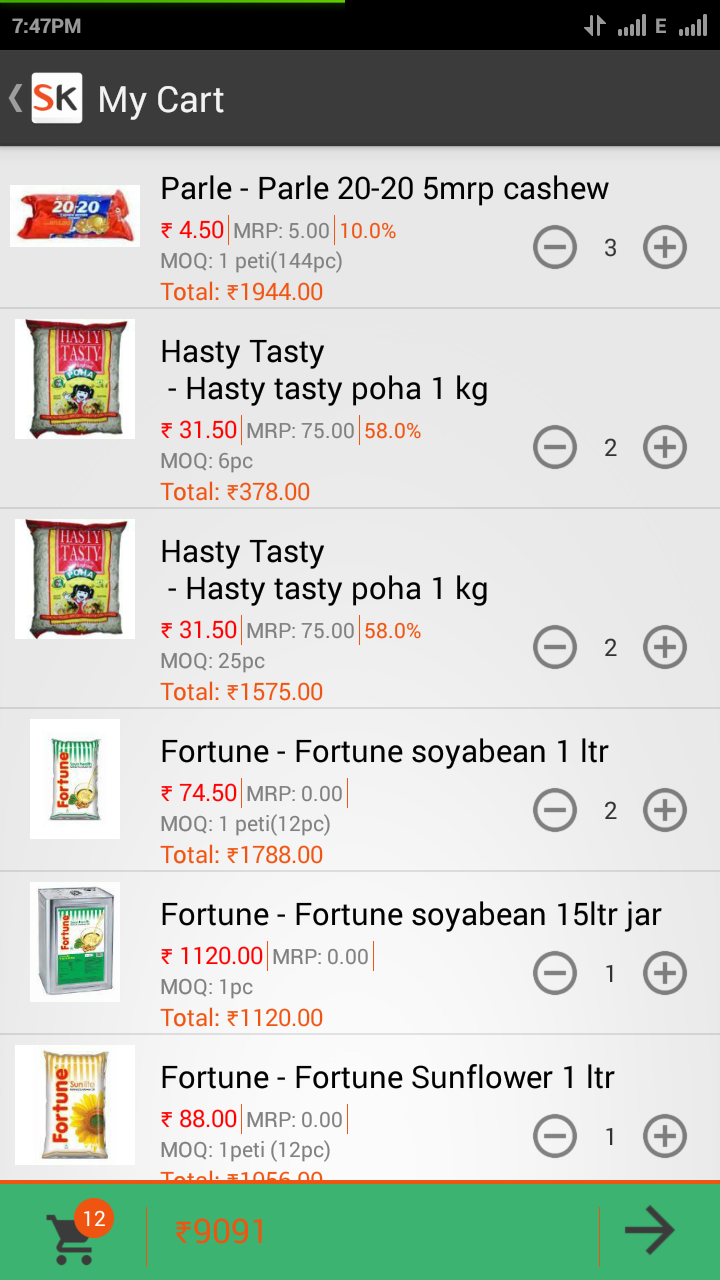 7:47PM
E
SK My Cart
Parle - Parle 20-20 5mrp cashew
20-20
₹ 4.50 MRP: 5.00 10.0%
3
MOQ: 1 peti(144pc)
Total: ₹1944.00
HASTY
TASTY
POHA
Hasty Tasty
- Hasty tasty poha 1 kg
₹ 31.50 MRP: 75.00 58.0%
2
MOQ: 6pc
Total: ₹378.00
HASTY
TASTY
POHA
Hasty Tasty
- Hasty tasty poha 1 kg
₹ 31.50 MRP: 75.00 58.0%
2
MOQ: 25pc
Total: ₹1575.00
Fortune
Fortune - Fortune soyabean 1 ltr
₹ 74.50 MRP: 0.00
2
MOQ: 1 peti(12pc)
Total: ₹1788.00
Fortune
Fortune - Fortune soyabean 15ltr jar
₹ 1120.00 MRP: 0.00
1
MOQ: 1pc
Total: ₹1120.00
Fortune
Sunlite
Fortune - Fortune Sunflower 1 ltr
₹ 88.00 MRP: 0.00
1
MOQ: 1peti (12pc)
Total: ₹1056.00
12
₹9091